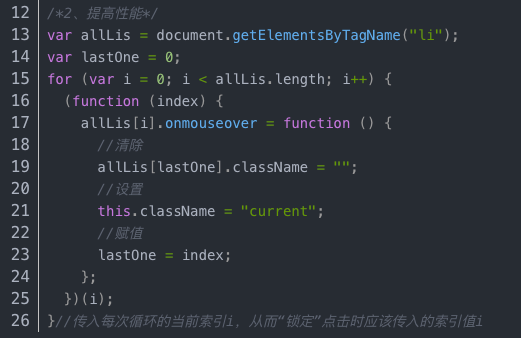 12 /*2、提高性能*/
13 var allLis = document.getElementsByTagName("li");
14 var lastOne = 0;
15 for (var i = 0; i < allLis.length; i++) {
16   (function (index) {
17     allLis[i].onmouseover = function () {
18       //清除
19       allLis[lastOne].className = "";
20       //设置
21       this.className = "current";
22       //赋值
23       lastOne = index;
24     };
25   })(i);
26 }//传入每次循环的当前索引i，从而“锁定”点击时应该传入的索引值i